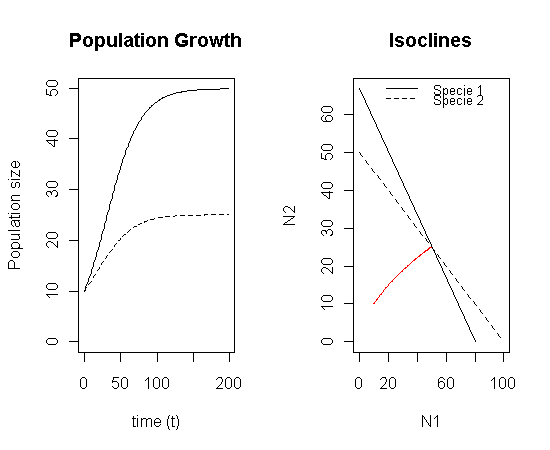 Population Growth
Population size
0
10
20
30
40
50
0
50
100
200
time (t)
Isoclines
Specie 1
Specie 2
N2
0
10
20
30
40
50
60
0
20
60
100
N1